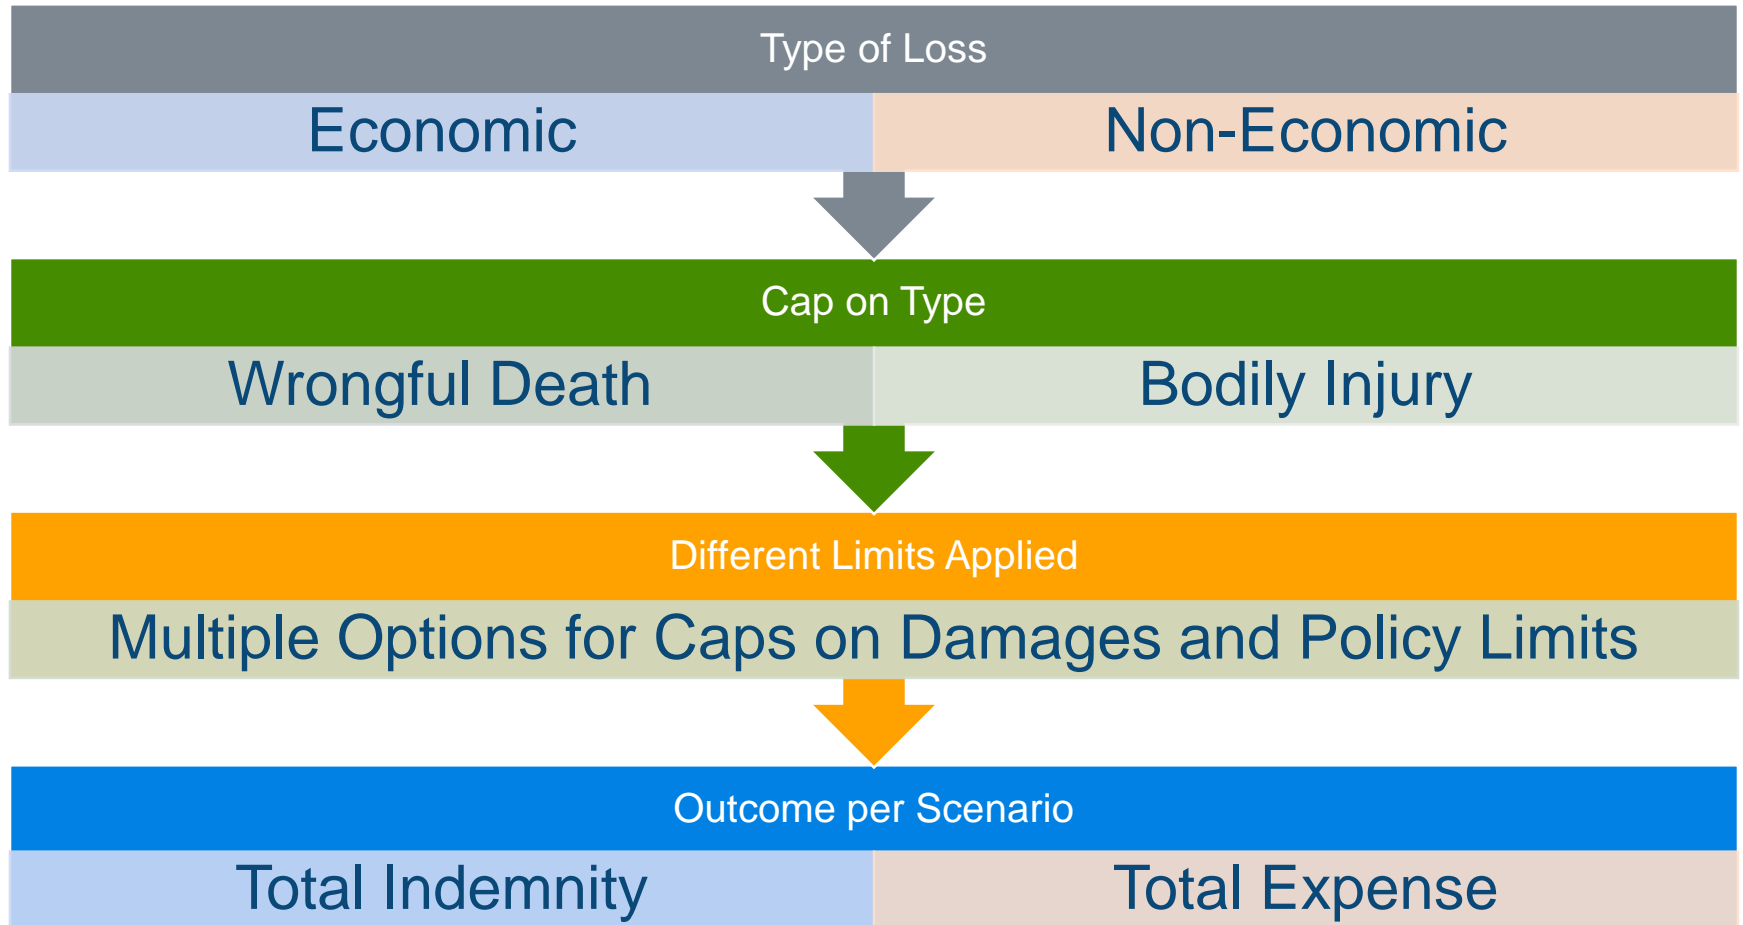 Type of Loss
Economic
Non-Economic
Cap on Type
Wrongful Death
Bodily Injury
Different Limits Applied
Multiple Options for Caps on Damages and Policy Limits
Outcome per Scenario
Total Indemnity
Total Expense